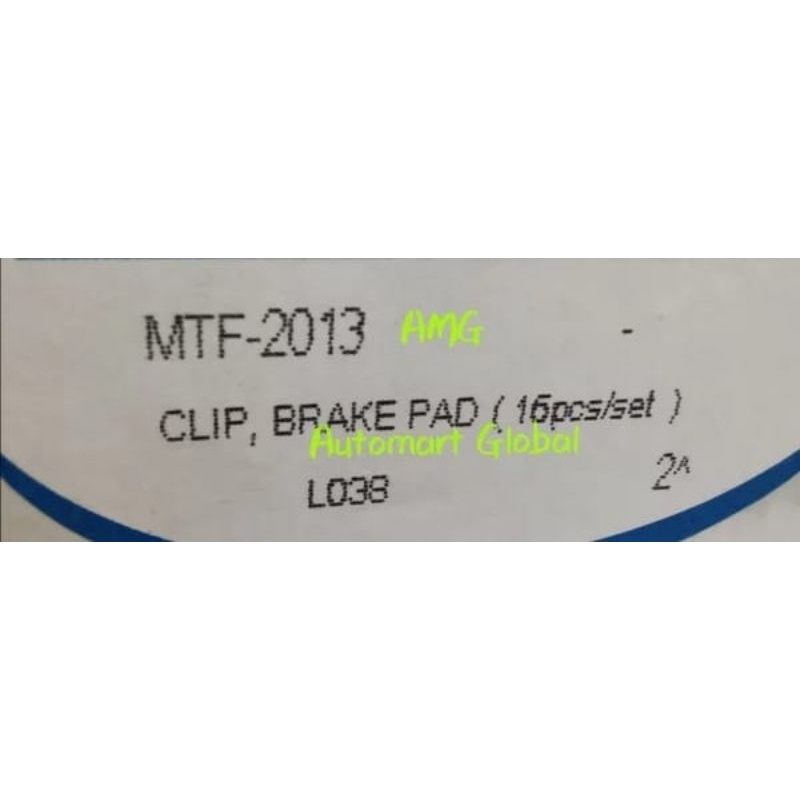 MTF-2013 AMG -
CLIP, BRAKE PAD ( 16pcs/set )
Automart Global
L038 2^